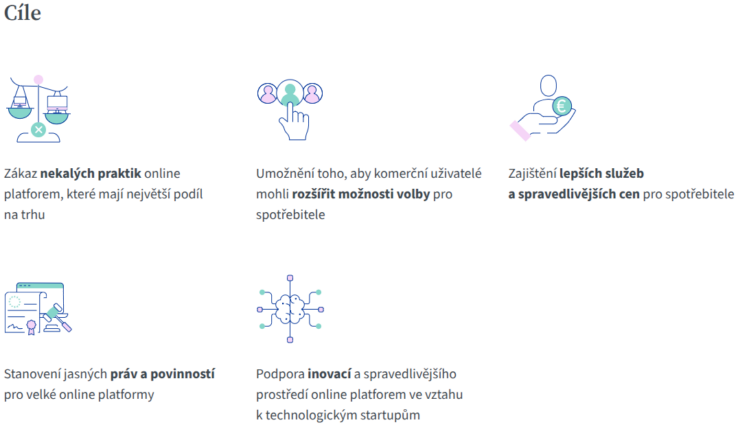 Cíle
Zákaz nekalých praktik online
platforem, které mají největší podíl
na trhu
Umožnění toho, aby komerční uživatelé
mohli rozšířit možnosti volby pro
spotřebitele
Zajištění lepších služeb
a spravedlivějších cen pro spotřebitele
Stanovení jasných práv a povinností
pro velké online platformy
Podpora inovací a spravedlivějšího
prostředí online platforem ve vztahu
k technologickým startupům